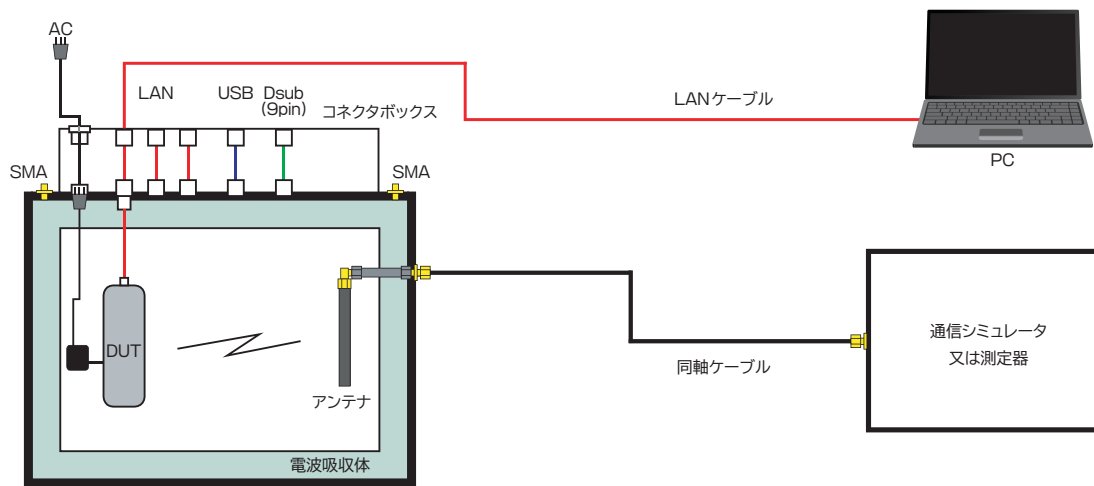 AC
LAN
USB
Dsub
(9pin)
コネクタボックス
LANケーブル
PC
SMA
SMA
DUT
アンテナ
電波吸収体
同軸ケーブル
通信シミュレータ
又は測定器